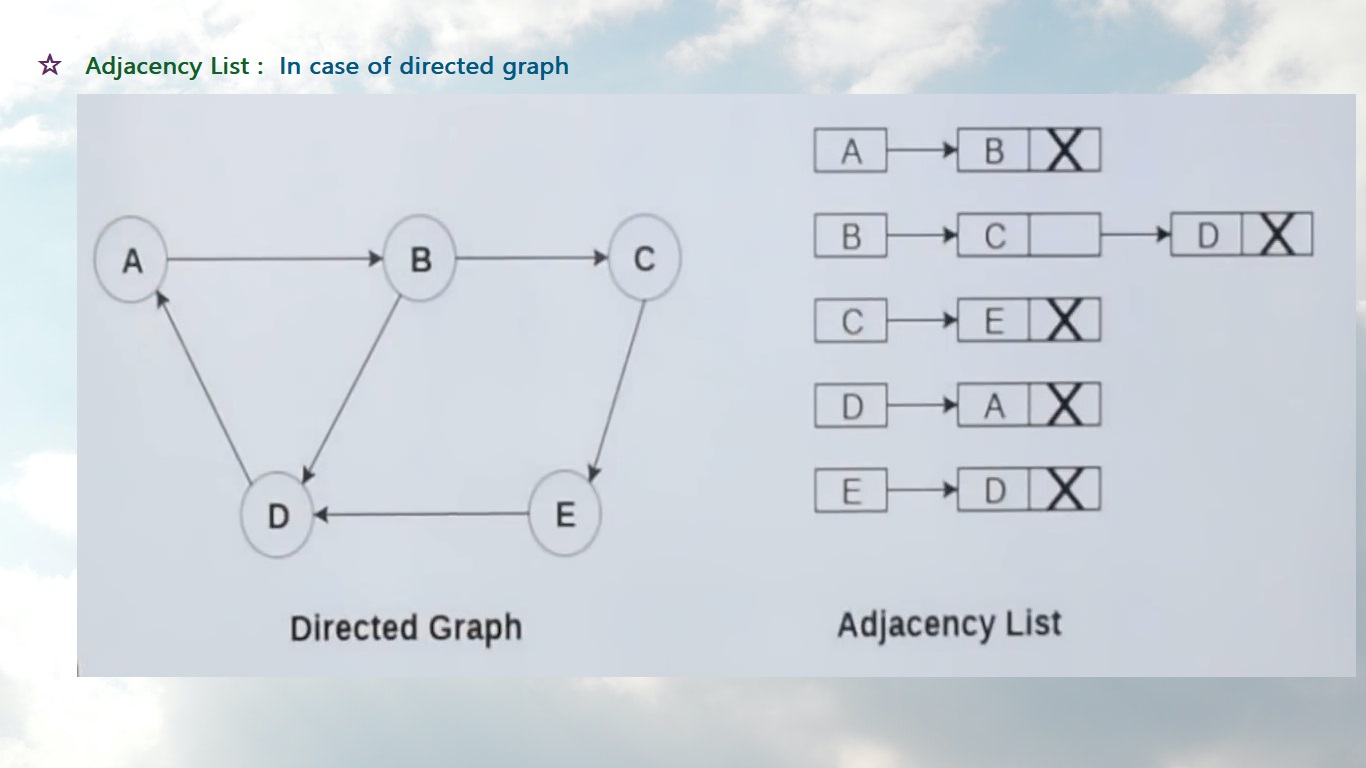 ☆ Adjacency List : In case of directed graph
A B X
B C D X
A B C
C E X
D A X
D E
E D X
Directed Graph
Adjacency List